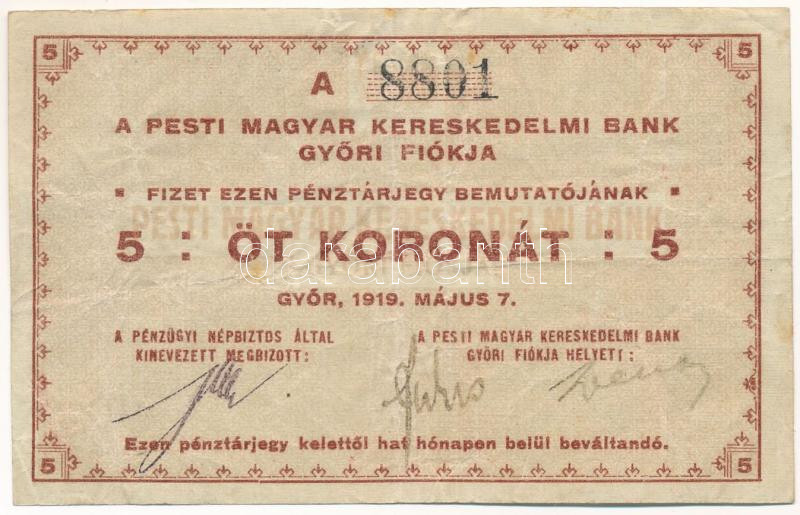 5 5
A 8801
A PESTI MAGYAR KERESKEDELMI BANK
GYŐRI FIÓKJA
FIZET EZEN PÉNZTÁRJEGY BEMUTATÓJÁNAK
PESTI MAGYAR KERESKEDELMI BANK
5 : ÖT KORONÁT : 5
darabanth
GYŐR, 1919. MÁJUS 7.
A PÉNZÜGYI NÉPBIZTOS ÁLTAL
KINEVEZETT MEGBIZOTT:
A PESTI MAGYAR KERESKEDELMI BANK
GYŐRI FIÓKJA HELYETT:
Ezen pénztárjegy kelettől hat hónapen belül beváltandó.
5 5